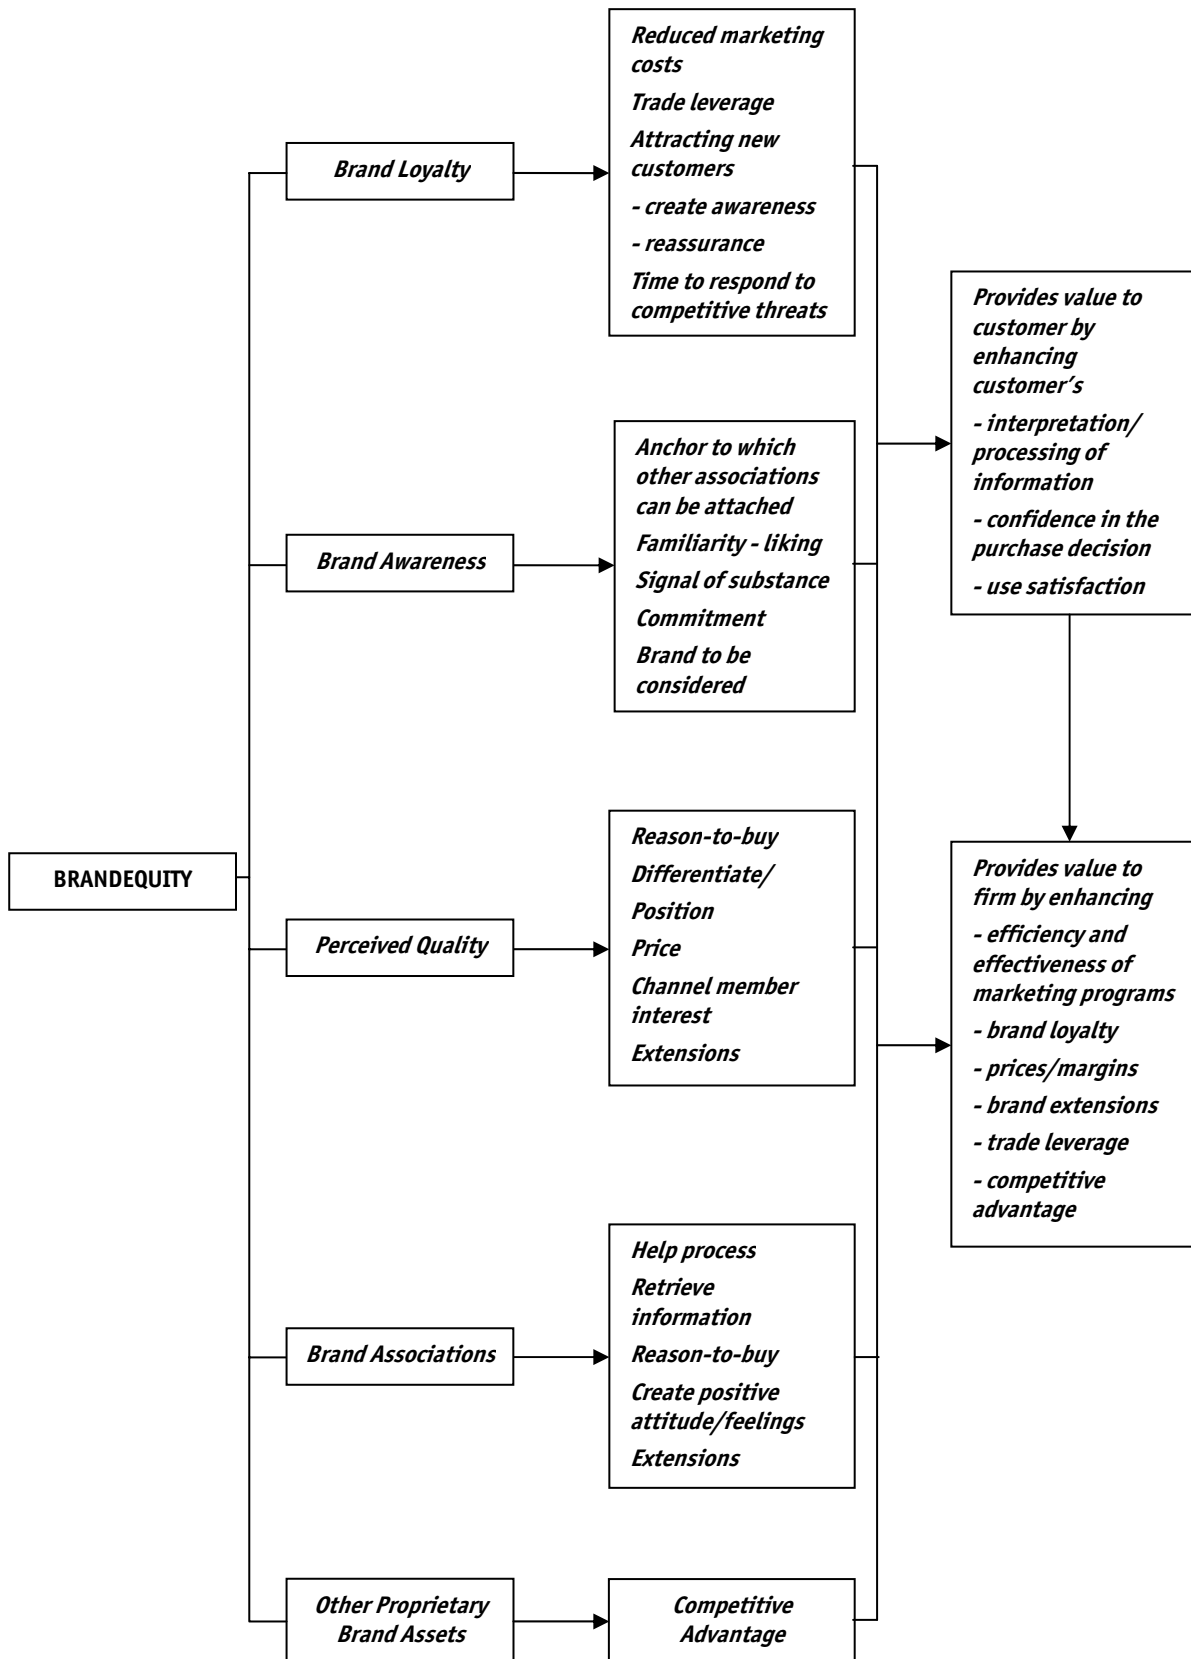 BRANDEQUITY
Brand Loyalty
Reduced marketing
costs
Trade leverage
Attracting new
customers
- create awareness
- reassurance
Time to respond to
competitive threats
Brand Awareness
Anchor to which
other associations
can be attached
Familiarity - liking
Signal of substance
Commitment
Brand to be
considered
Perceived Quality
Reason-to-buy
Differentiate/
Position
Price
Channel member
interest
Extensions
Brand Associations
Help process
Retrieve
information
Reason-to-buy
Create positive
attitude/feelings
Extensions
Other Proprietary
Brand Assets
Competitive
Advantage
Provides value to
customer by
enhancing
customer's
- interpretation/
processing of
information
- confidence in the
purchase decision
- use satisfaction
Provides value to
firm by enhancing
- efficiency and
effectiveness of
marketing programs
- brand loyalty
- prices/margins
- brand extensions
- trade leverage
- competitive
advantage